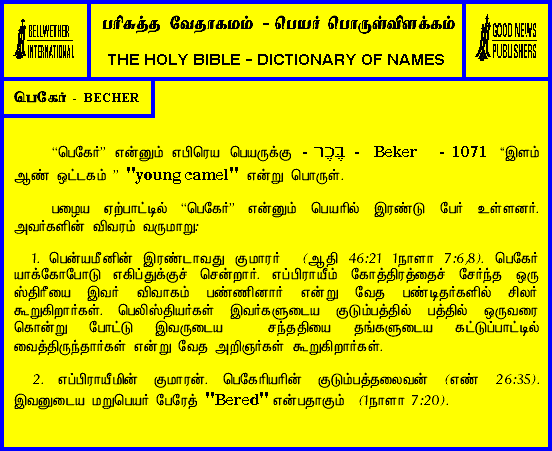 BELLWETHER
INTERNATIONAL
பரிசுத்த வேதாகமம் - பெயர் பொருள்விளக்கம்
THE HOLY BIBLE - DICTIONARY OF NAMES
GOOD NEWS
PUBLISHERS
பெகேர் - BECHER
“பெகேர்” என்னும் எபிரெய பெயருக்கு - בֶּכֶר - Beker - 1071 “இளம்
ஆண் ஒட்டகம் ” "young camel" என்று பொருள்.
பழைய ஏற்பாட்டில் “பெகேர்” என்னும் பெயரில் இரண்டு பேர் உள்ளனர்.
அவர்களின் விவரம் வருமாறு:
1. பென்யமீனின் இரண்டாவது குமாரர் (ஆதி 46:21 1நாளா 7:6,8). பெகேர்
யாக்கோபோடு எகிப்துக்குச் சென்றார். எப்பிராயீம் கோத்திரத்தைச் சேர்ந்த ஒரு
ஸ்திரீயை இவர் விவாகம் பண்ணினார் என்று வேத பண்டிதர்களில் சிலர்
கூறுகிறார்கள். பெலிஸ்தியர்கள் இவர்களுடைய குடும்பத்தில் பத்தில் ஒருவரை
கொன்று போட்டு இவருடைய சந்ததியை தங்களுடைய கட்டுப்பாட்டில்
வைத்திருந்தார்கள் என்று வேத அறிஞர்கள் கூறுகிறார்கள்.
2. எப்பிராயீமின் குமாரன். பெகேரியரின் குடும்பத்தலைவன் (எண் 26:35).
இவனுடைய மறுபெயர் பேரேத் "Bered" என்பதாகும் (1நாளா 7:20).